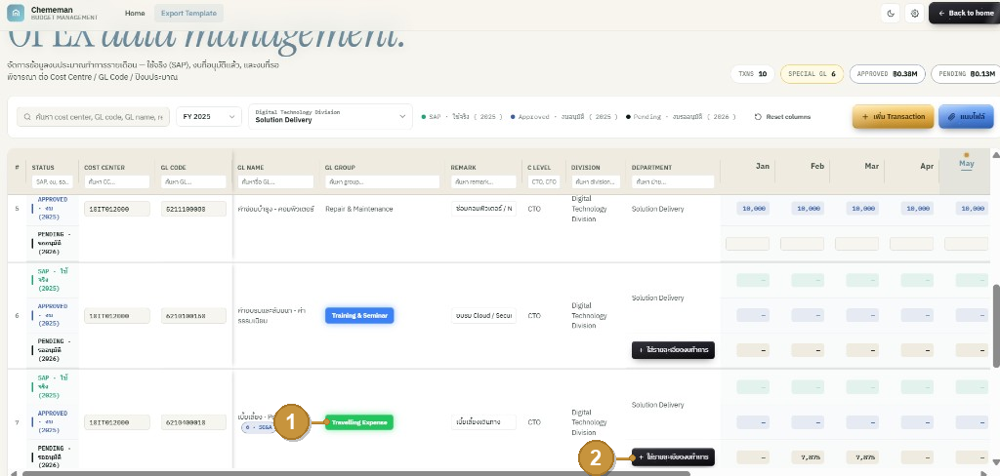 Chememan
BUDGET MANAGEMENT
Home
Export Template
Back to home
OPEX data management.
จัดการข้อมูลงบประมาณทำการรายเดือน — ใช้จริง (SAP), งบที่อนุมัติแล้ว, และงบที่รอ
พิจารณา ต่อ Cost Centre / GL Code / ปีงบประมาณ
TXNS 10
SPECIAL GL 6
APPROVED ฿0.38M
PENDING ฿0.13M
ค้นหา cost center, GL code, GL name, re
FY 2025
Digital Technology Division
Solution Delivery
SAP · ใช้จริง ( 2025 )
Approved · งบอนุมัติ ( 2025 )
Pending · งบรออนุมัติ ( 2026 )
Reset columns
+ เพิ่ม Transaction
แนบไฟล์
# STATUS COST CENTER GL CODE GL NAME GL GROUP REMARK C LEVEL DIVISION DEPARTMENT Jan Feb Mar Apr May
SAP, งบ, รอ... ค้นหา CC... ค้นหา GL... ค้นหาชื่อ GL... ค้นหา group... ค้นหา remark... CTO, CFO ค้นหา division... ค้นหา ฝ่าย...
5
APPROVED
- งบ
(2025)
10IT012000
5211100000
ค่าซ่อมบำรุง - คอมพิวเตอร์
Repair & Maintenance
ซ่อมคอมพิวเตอร์ / N
CTO
Digital
Technology
Division
Solution Delivery
10,000 10,000 10,000 10,000 10,000
PENDING -
รออนุมัติ
(2026)
SAP - ใช้
จริง
(2025)
6
APPROVED
- งบ
(2025)
10IT012000
6210100160
ค่าอบรมและสัมมนา - ค่า
ธรรมเนียม
Training & Seminar
อบรม Cloud / Secur
CTO
Digital
Technology
Division
Solution Delivery
PENDING -
รออนุมัติ
(2026)
+ ใส่รายละเอียดงบทำการ
SAP - ใช้
จริง
(2025)
7
APPROVED
- งบ
(2025)
10IT012000
6210400010
เบี้ยเลี้ยง
6 - SG&A
1
Travelling Expense
เบี้ยเลี้ยงเดินทาง
CTO
Digital
Technology
Division
Solution Delivery
PENDING -
รออนุมัติ
(2026)
2
+ ใส่รายละเอียดงบทำการ
– 7,875 7,875 – –